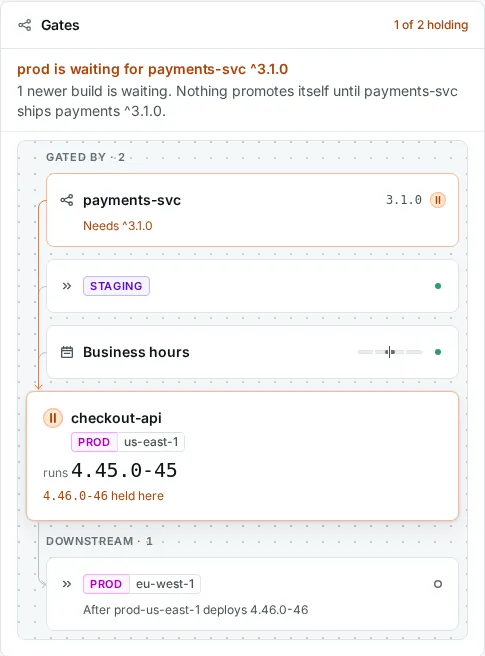 Gates
1 of 2 holding
prod is waiting for payments-svc ^3.1.0
1 newer build is waiting. Nothing promotes itself until payments-svc
ships payments ^3.1.0.
GATED BY · 2
payments-svc
3.1.0
Needs ^3.1.0
STAGING
Business hours
checkout-api
PROD us-east-1
runs 4.45.0-45
4.46.0-46 held here
DOWNSTREAM · 1
PROD eu-west-1
After prod-us-east-1 deploys 4.46.0-46